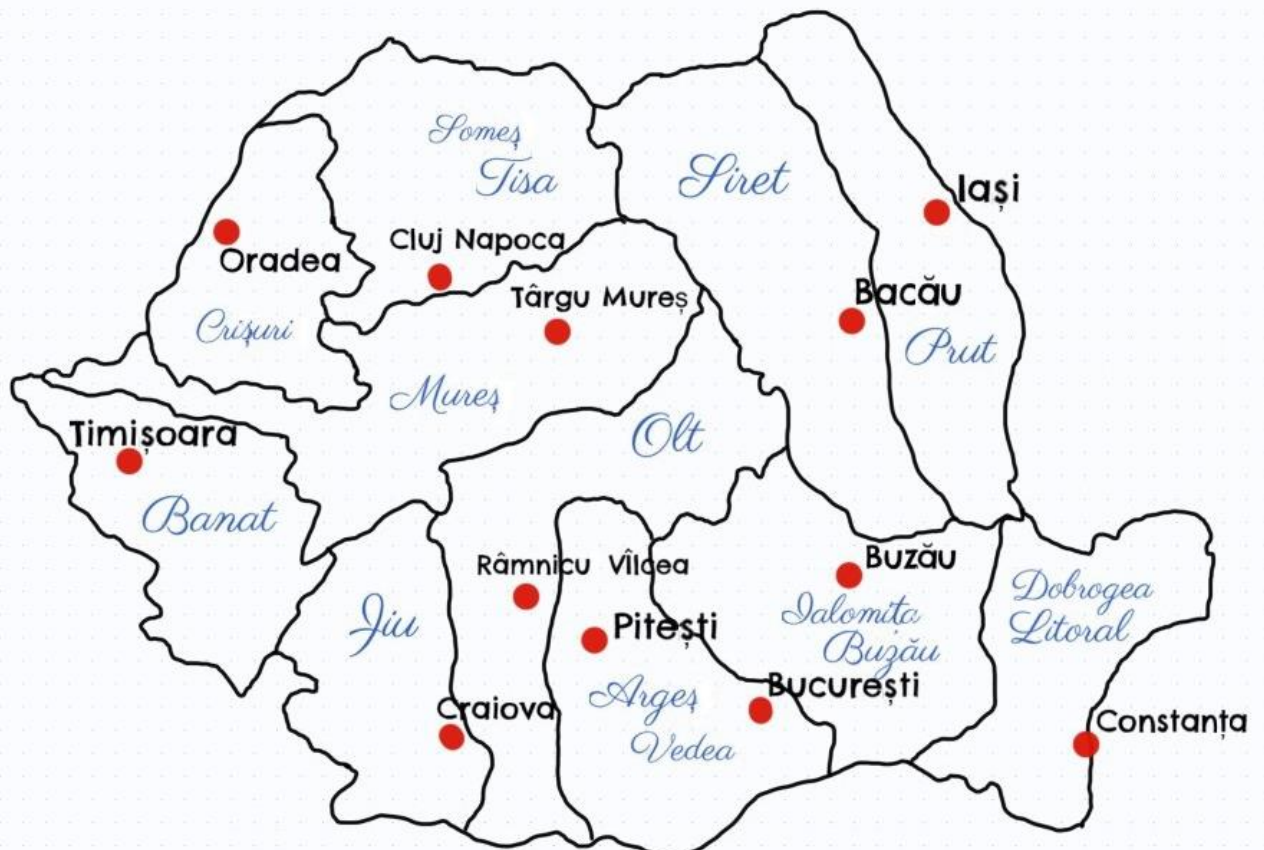 Someș
Tisa
Siret
Iași
Cluj Napoca
Oradea
Târgu Mureș
Bacău
Crișuri
Prut
Mureș
Olt
Timișoara
Banat
Râmnicu Vîlcea
Buzău
Jiu
Pitești
Ialomița
Buzău
Dobrogea
Litoral
Argeș
Vedea
București
Craiova
Constanța